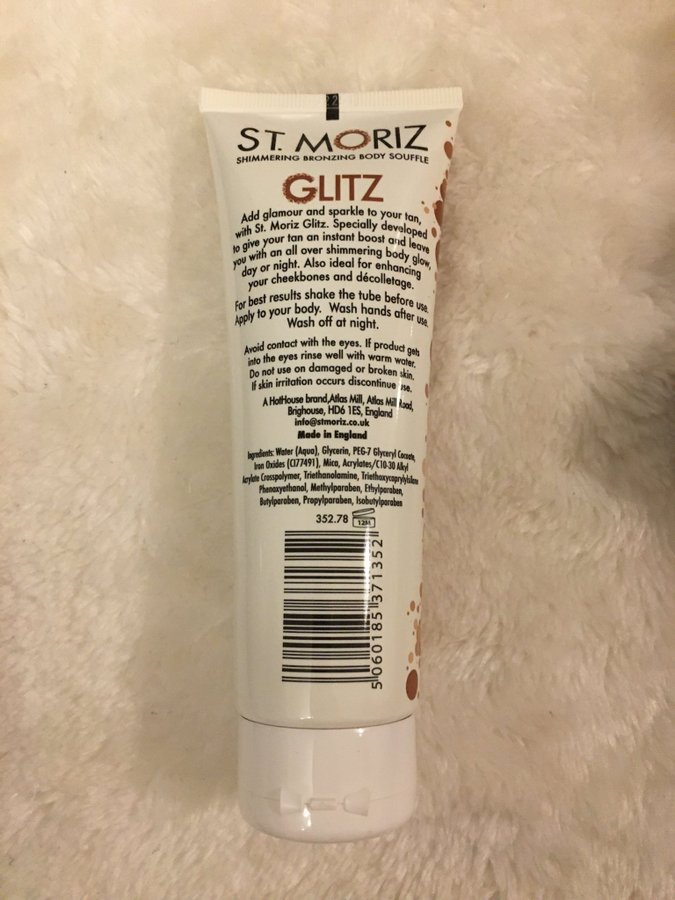 ST. MORIZ
SHIMMERING BRONZING BODY SOUFFLE
GLITZ
Add glamour and sparkle to your tan,
with St. Moriz Glitz. Specially developed
to give your tan an instant boost and leave
you with an all over shimmering body glow,
day or night. Also ideal for enhancing
your cheekbones and décolletage.
For best results shake the tube before use.
Apply to your body. Wash hands after use.
Wash off at night.
Avoid contact with the eyes. If product gets
into the eyes rinse well with warm water.
Do not use on damaged or broken skin.
If skin irritation occurs discontinue use.
A HotHouse brand,Atlas Mill, Atlas Mill Road,
Brighouse, HD6 1ES, England
info@stmoriz.co.uk
Made in England
Ingredients: Water (Aqua), Glycerin, PEG-7 Glyceryl Cocoate,
Iron Oxides (CI77491), Mica, Acrylates/C10-30 Alkyl
Acrylate Crosspolymer, Triethanolamine, Triethoxycaprylylsilane
Phenoxyethanol, Methylparaben, Ethylparaben,
Butylparaben, Propylparaben, Isobutylparaben
352.78 12M
5 060185 371352